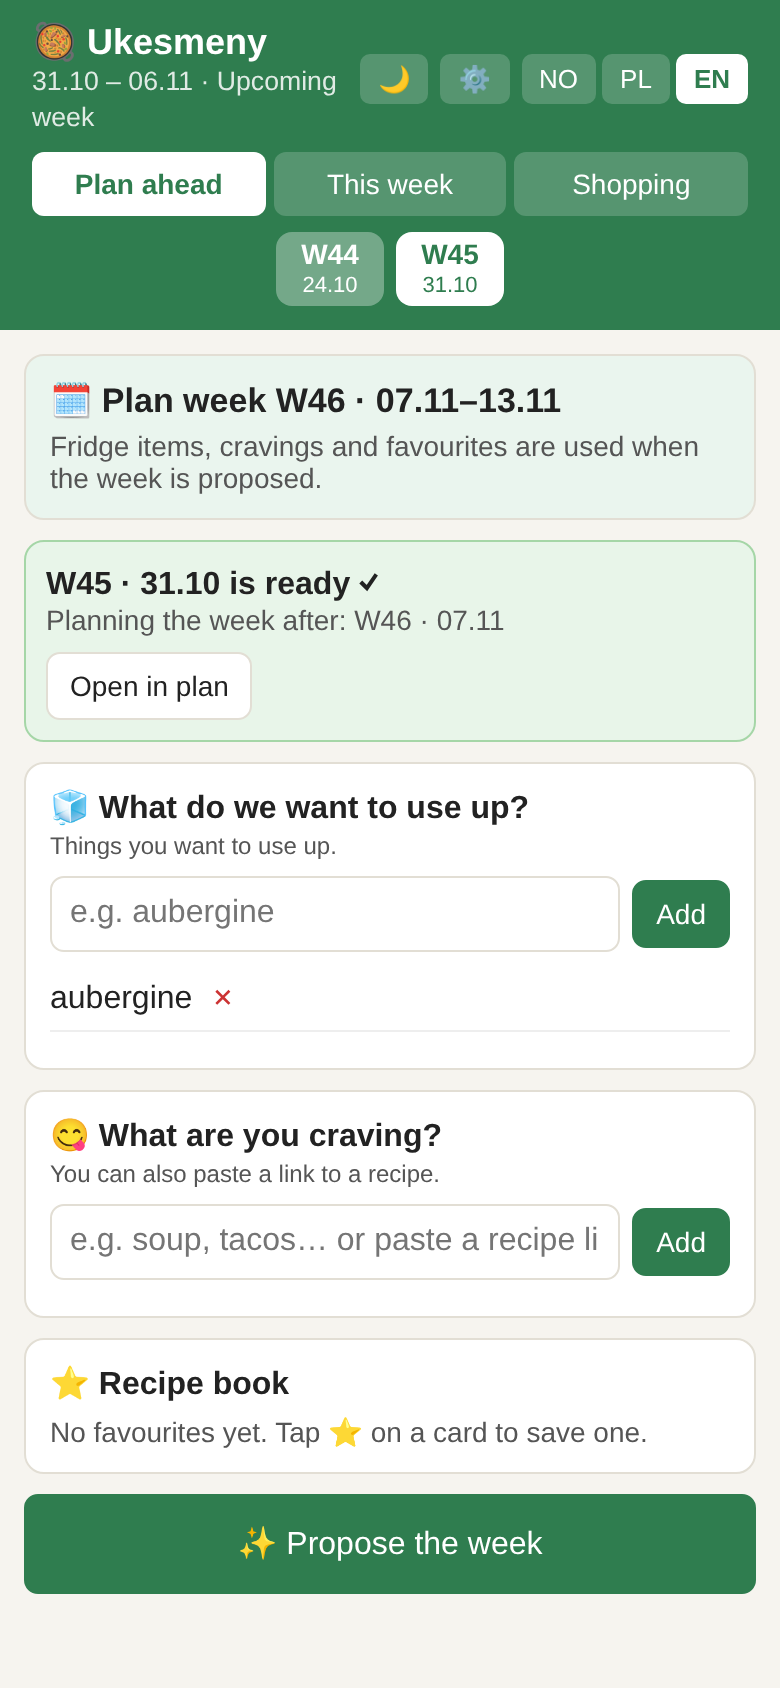 🥘 Ukesmeny
31.10 – 06.11 · Upcoming
week
🌙 ⚙️ NO PL EN
Plan ahead This week Shopping
W44 W45
24.10 31.10
🗓️ Plan week W46 · 07.11–13.11
Fridge items, cravings and favourites are used when
the week is proposed.
W45 · 31.10 is ready ✓
Planning the week after: W46 · 07.11
Open in plan
🧊 What do we want to use up?
Things you want to use up.
e.g. aubergine Add
aubergine ✕
😋 What are you craving?
You can also paste a link to a recipe.
e.g. soup, tacos… or paste a recipe li Add
⭐ Recipe book
No favourites yet. Tap ⭐ on a card to save one.
✨ Propose the week